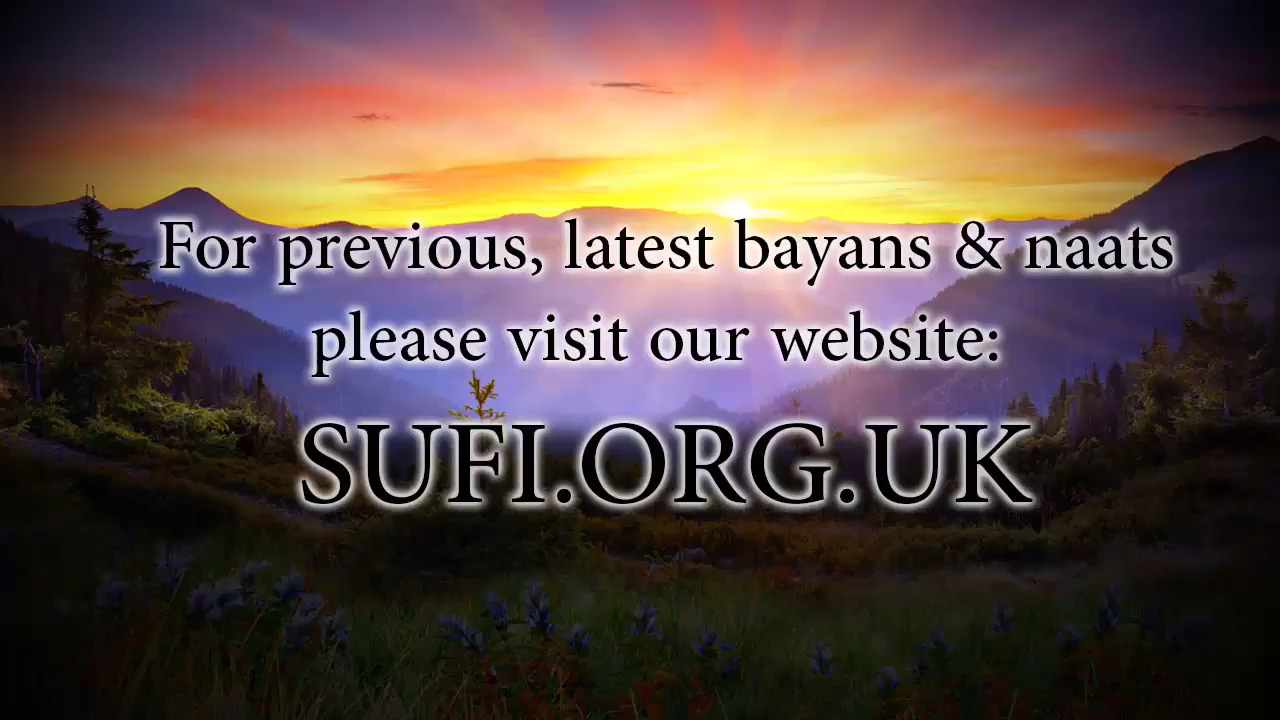 For previous, latest bayans & naats
please visit our website:
SUFI.ORG.UK